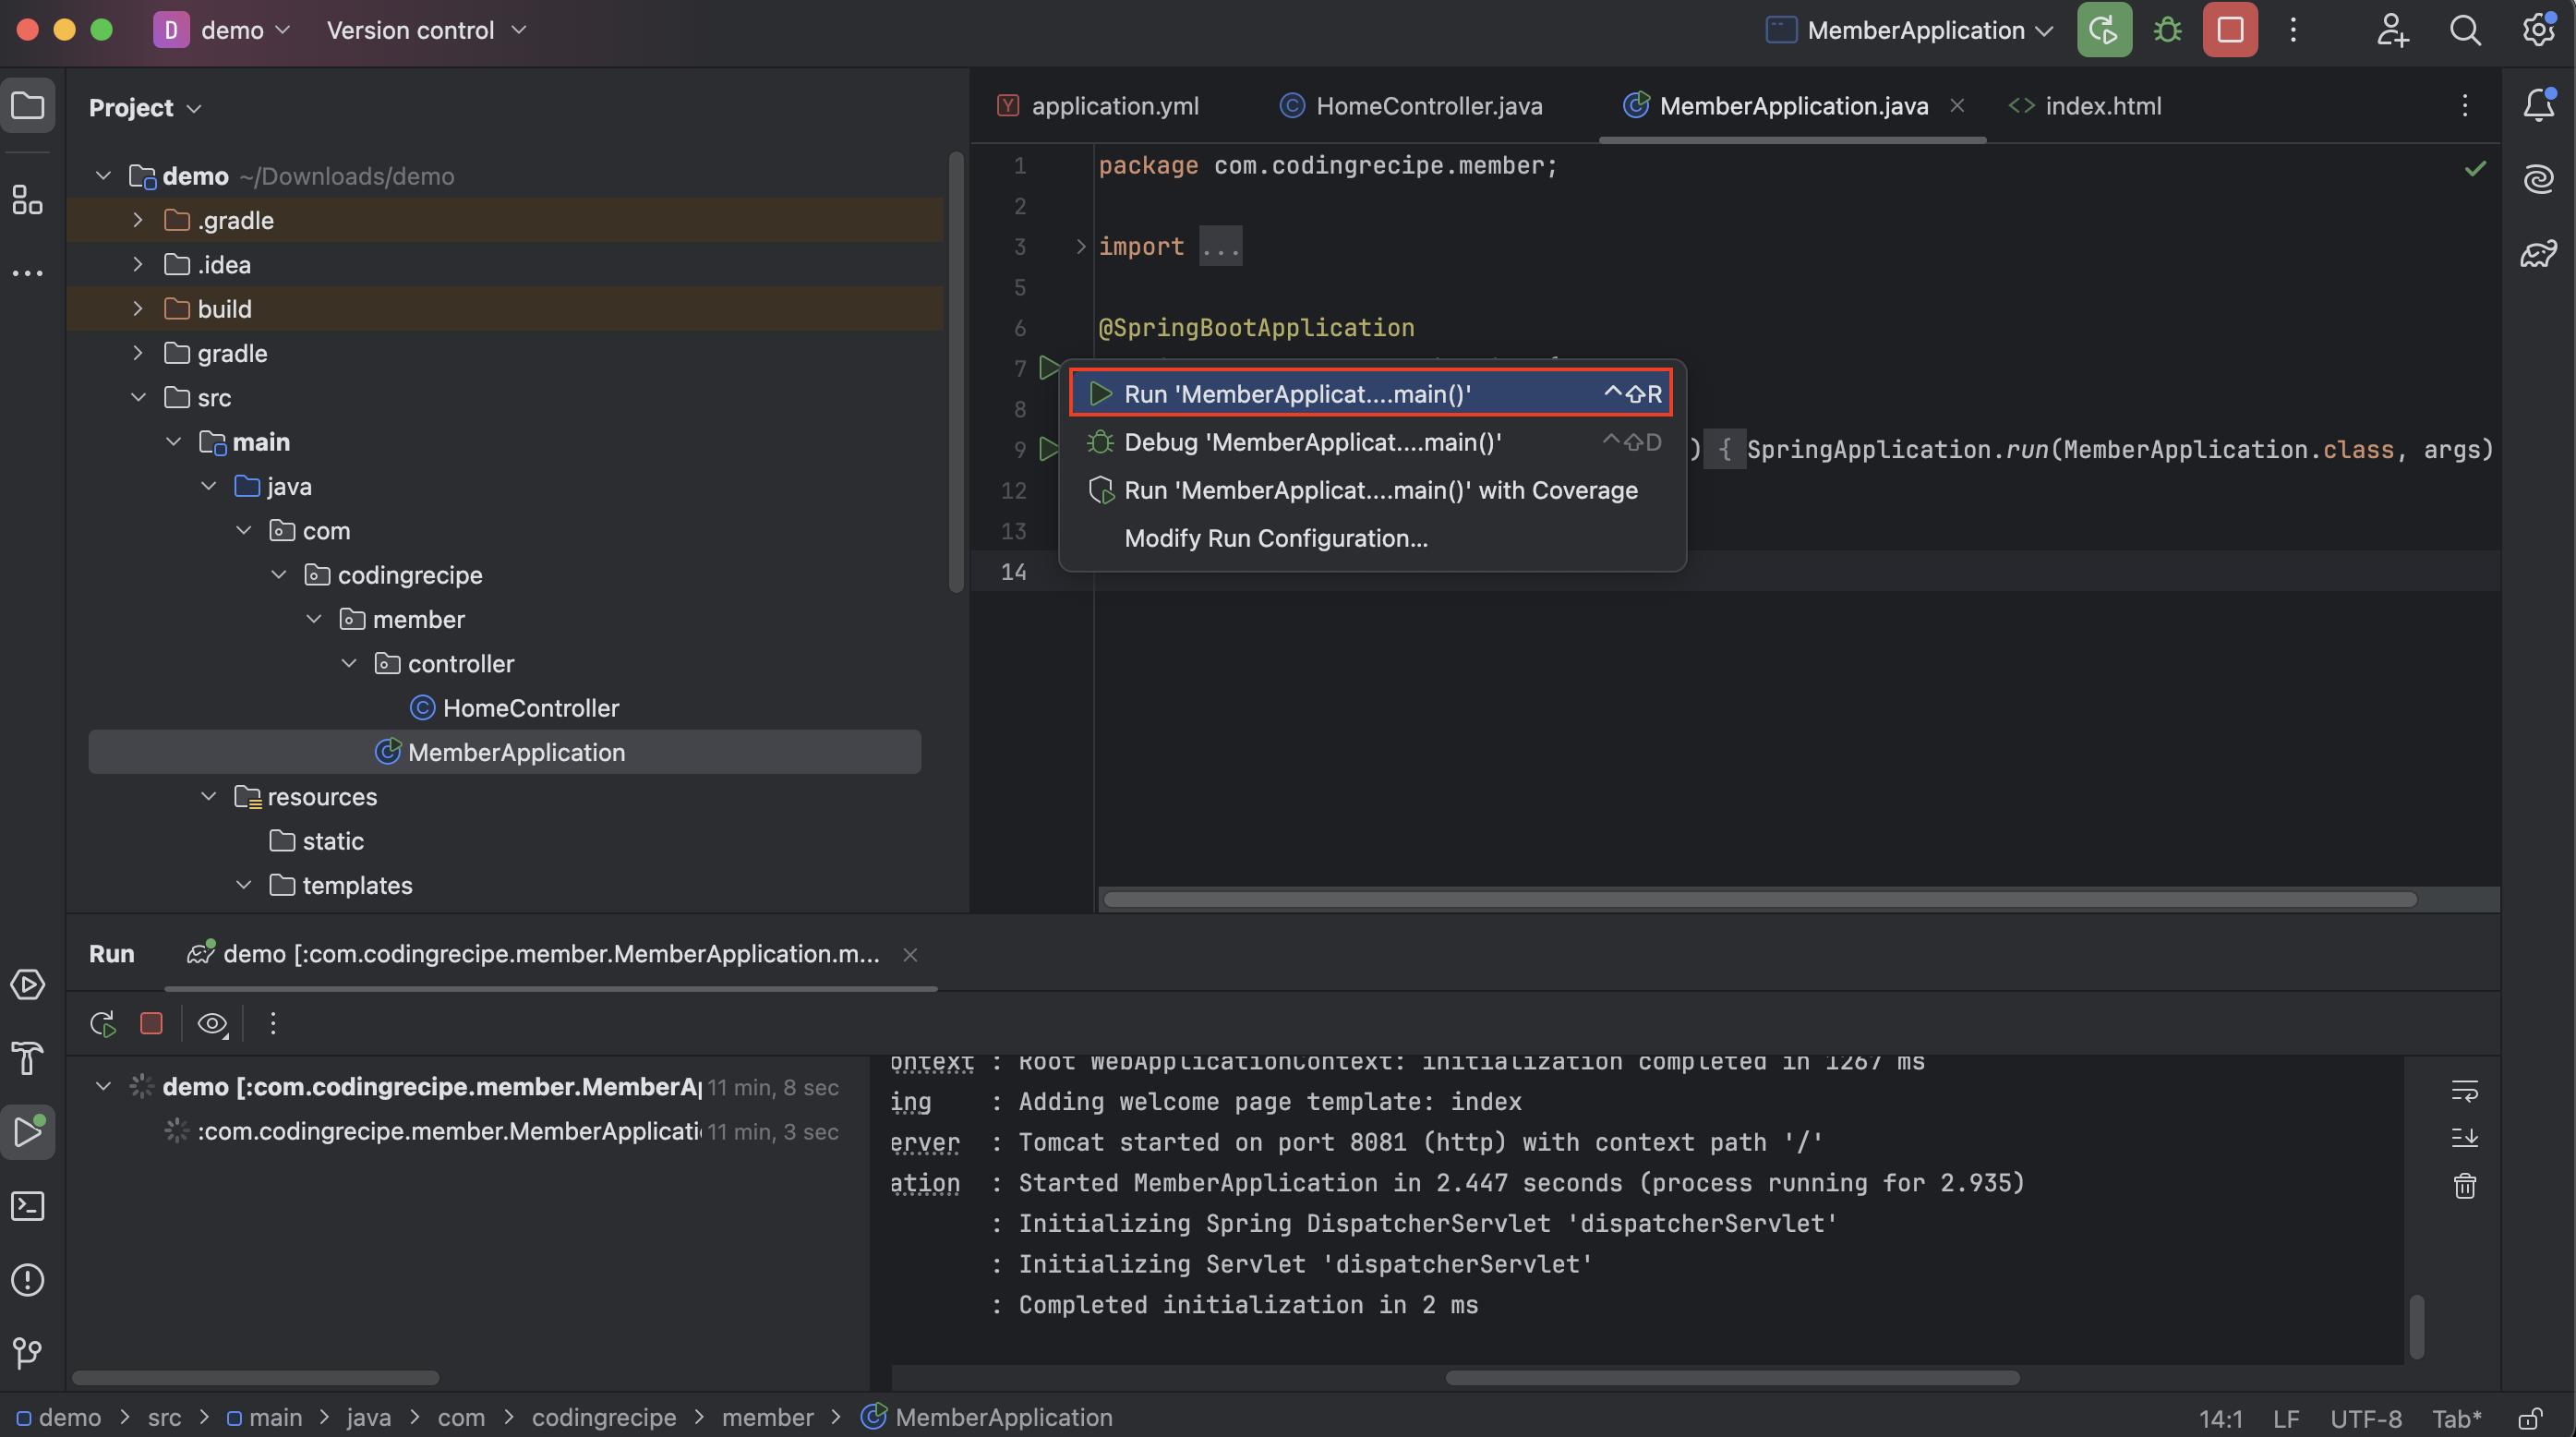 D demo Version control MemberApplication
Project
application.yml HomeController.java MemberApplication.java index.html
demo ~/Downloads/demo
.gradle
.idea
build
gradle
src
main
java
com
codingrecipe
member
controller
HomeController
MemberApplication
resources
static
templates
1 package com.codingrecipe.member;
2
3 import ...
5
6 @SpringBootApplication
7
8
9 ) { SpringApplication.run(MemberApplication.class, args)
12
13
14
Run 'MemberApplicat....main()' ^⇧R
Debug 'MemberApplicat....main()' ^⇧D
Run 'MemberApplicat....main()' with Coverage
Modify Run Configuration...
Run demo [:com.codingrecipe.member.MemberApplication.m...
demo [:com.codingrecipe.member.MemberA 11 min, 8 sec
:com.codingrecipe.member.MemberApplicati 11 min, 3 sec
ontext : Root WebApplicationContext: initialization completed in 1267 ms
ing : Adding welcome page template: index
erver : Tomcat started on port 8081 (http) with context path '/'
ation : Started MemberApplication in 2.447 seconds (process running for 2.935)
: Initializing Spring DispatcherServlet 'dispatcherServlet'
: Initializing Servlet 'dispatcherServlet'
: Completed initialization in 2 ms
demo > src > main > java > com > codingrecipe > member > MemberApplication 14:1 LF UTF-8 Tab*